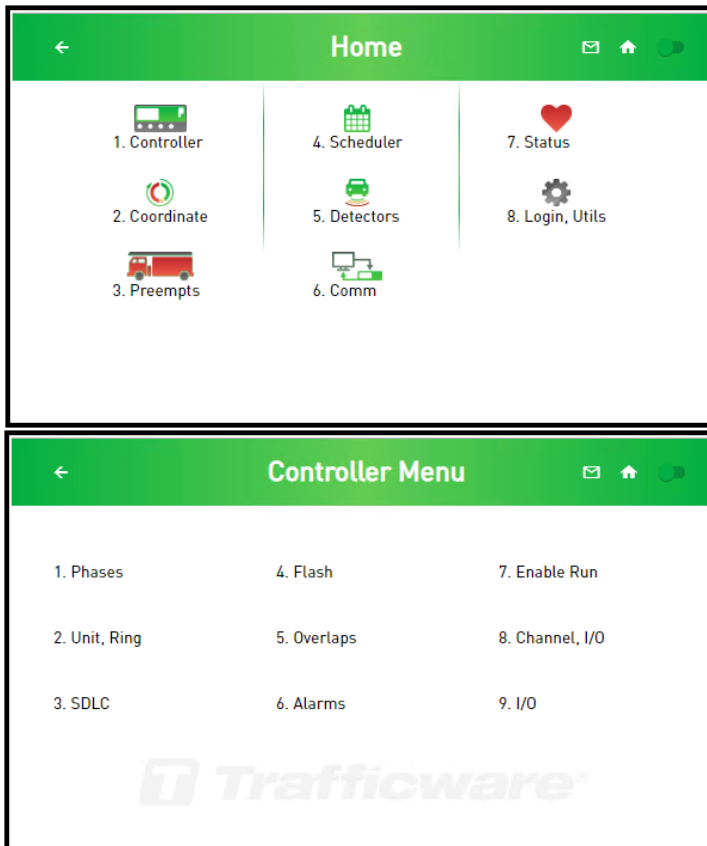 Home
1. Controller
4. Scheduler
7. Status
2. Coordinate
5. Detectors
8. Login, Utils
3. Preempts
6. Comm
Controller Menu
1. Phases
4. Flash
7. Enable Run
2. Unit, Ring
5. Overlaps
8. Channel, I/O
3. SDLC
6. Alarms
9. I/O
T Trafficware®